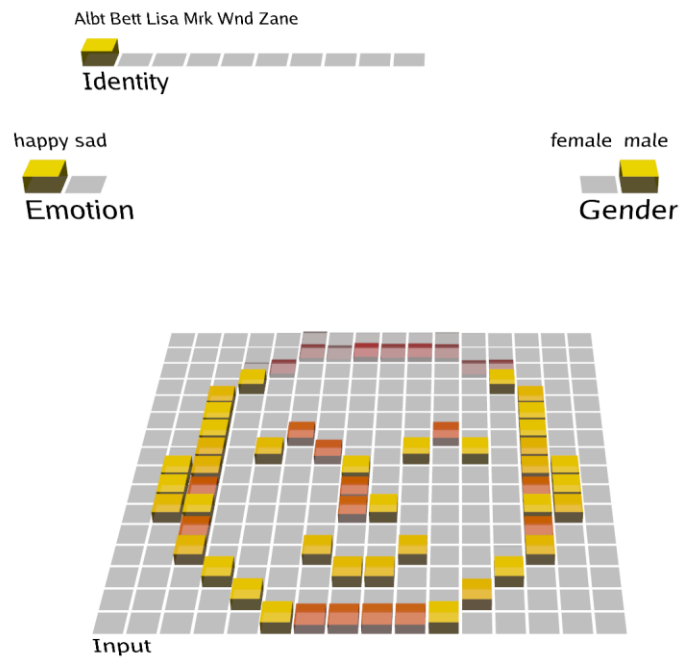 Albt Bett Lisa Mrk Wnd Zane
Identity
happy sad
female male
Emotion
Gender
Input